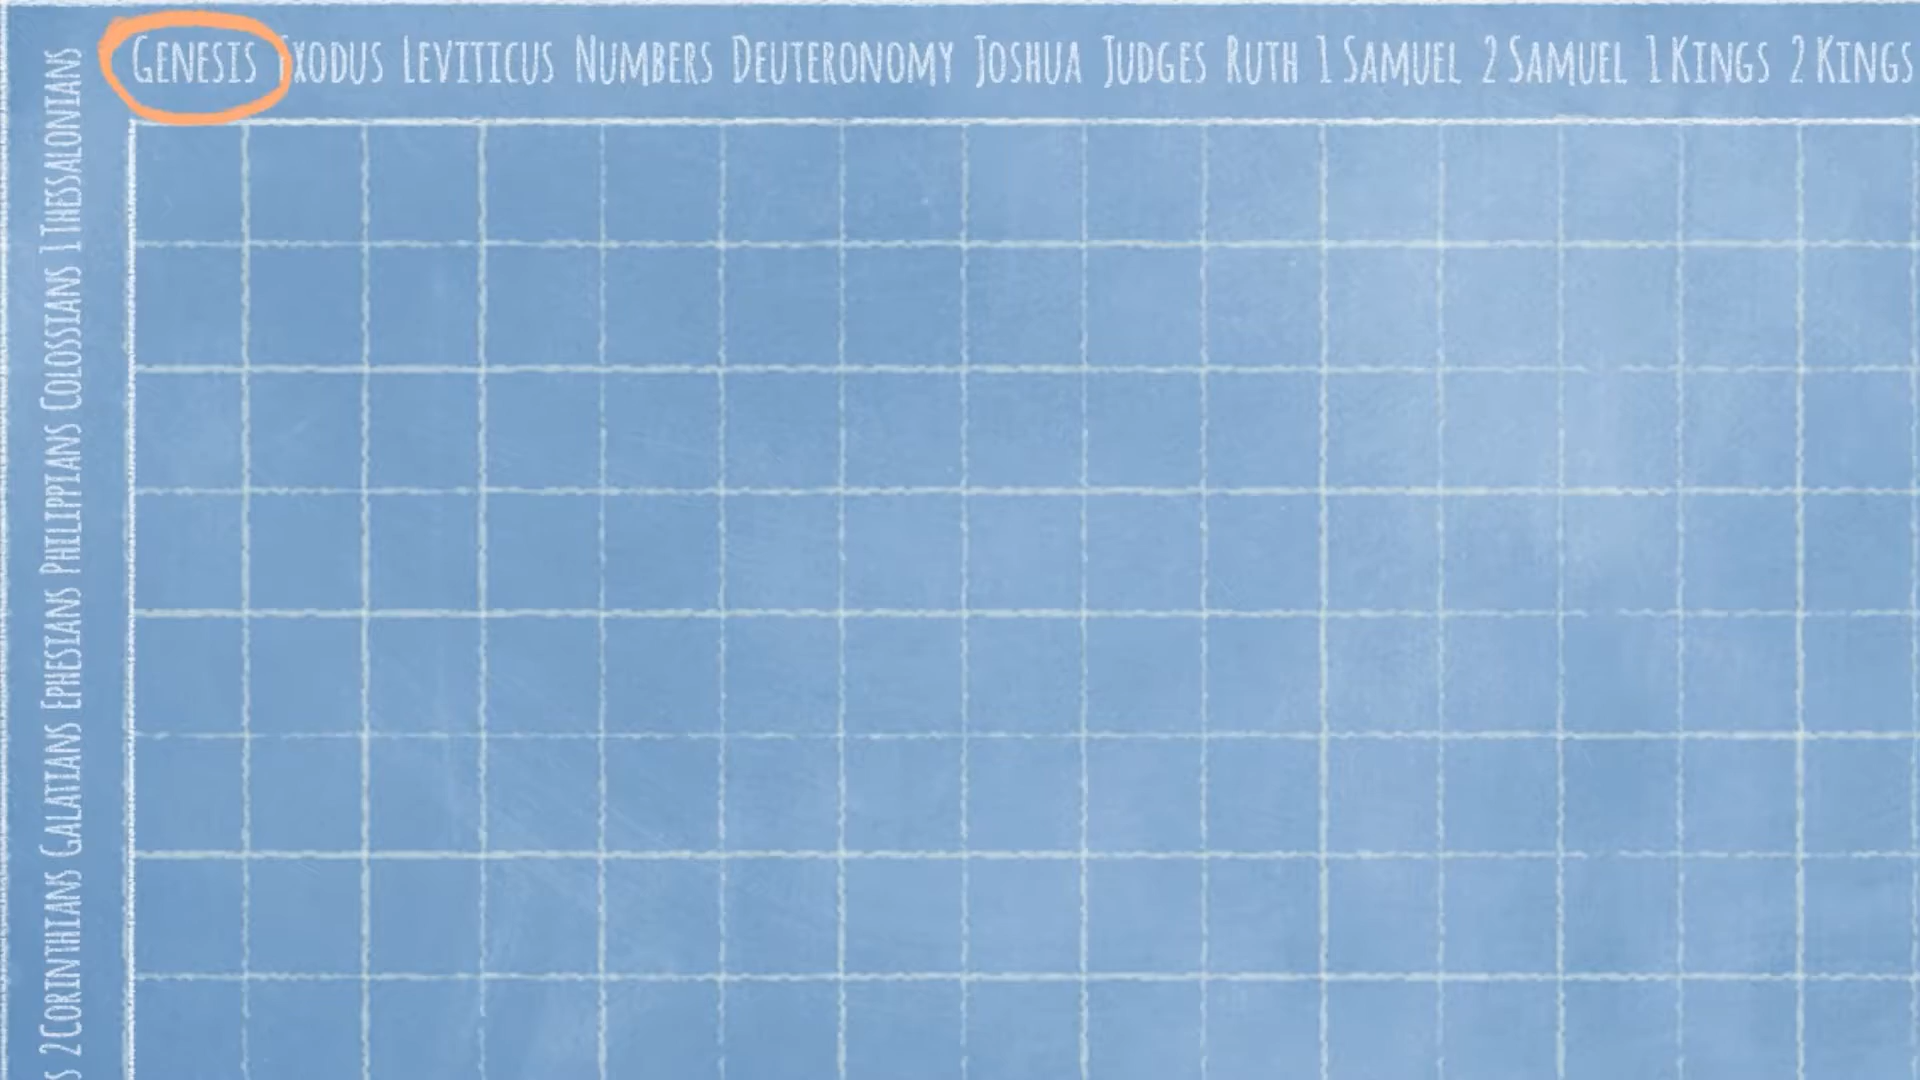 Genesis Exodus Leviticus Numbers Deuteronomy Joshua Judges Ruth 1 Samuel 2 Samuel 1 Kings 2 Kings
2 Corinthians Galatians Ephesians Philippians Colossians 1 Thessalonians